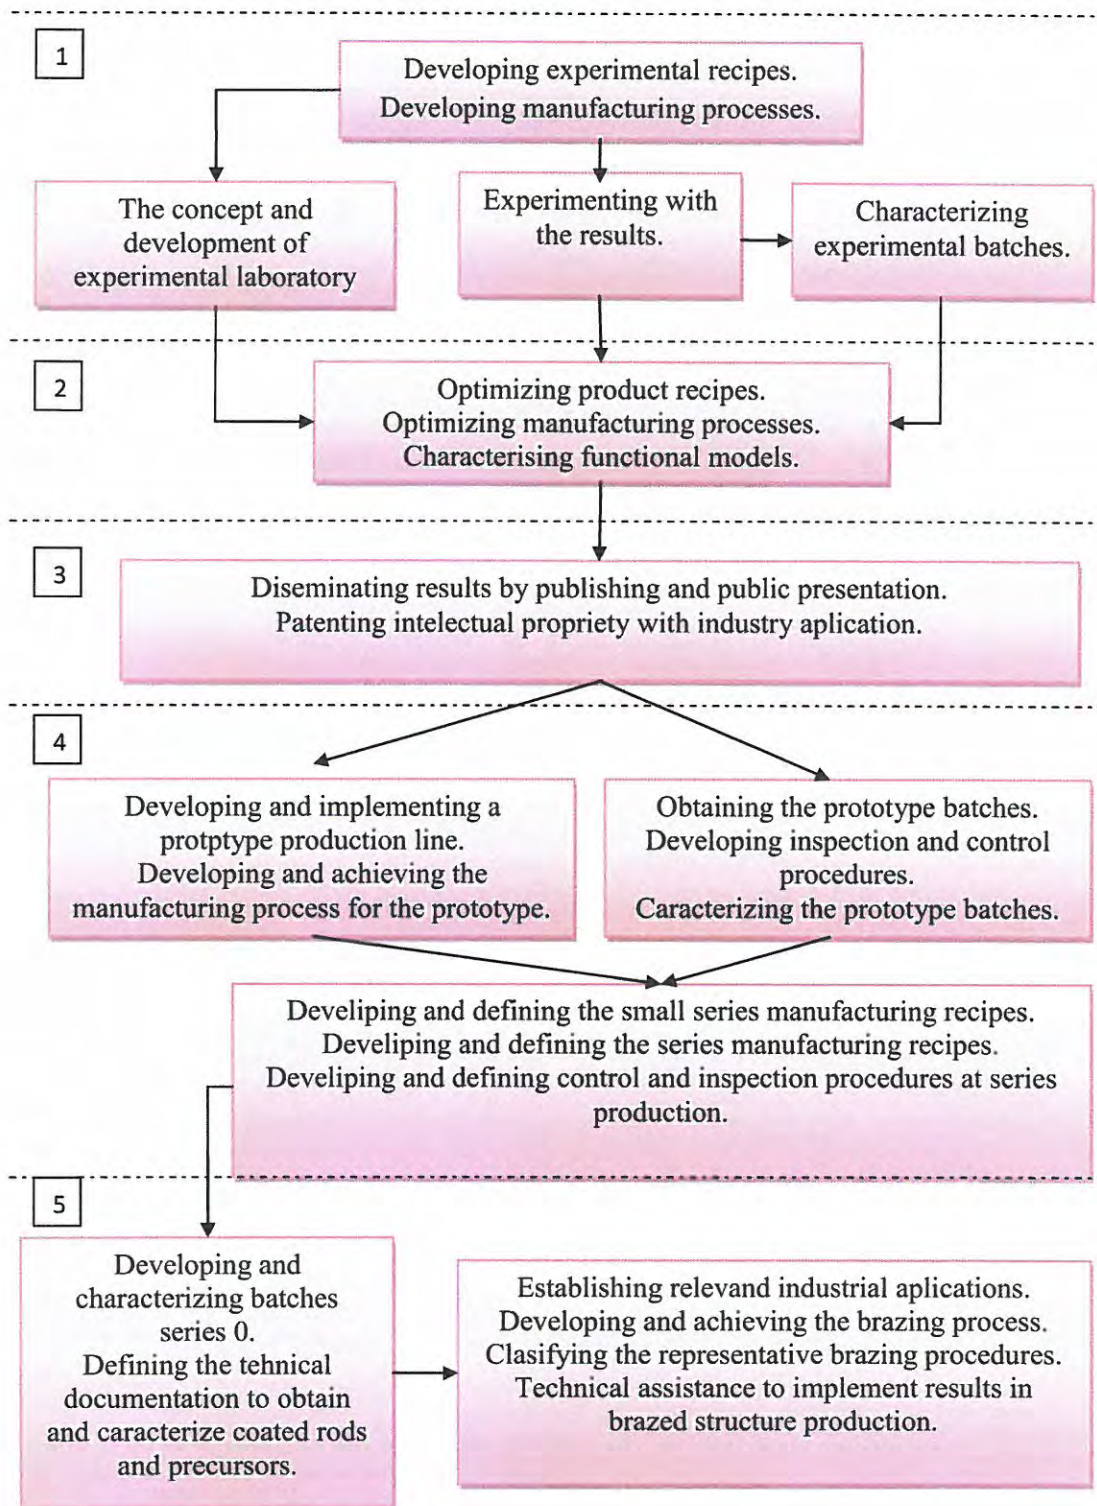 1
Developing experimental recipes.
Developing manufacturing processes.
The concept and
development of
experimental laboratory
Experimenting with
the results.
Characterizing
experimental batches.
2
Optimizing product recipes.
Optimizing manufacturing processes.
Characterising functional models.
3
Diseminating results by publishing and public presentation.
Patenting intelectual propriety with industry aplication.
4
Developing and implementing a
protptype production line.
Developing and achieving the
manufacturing process for the prototype.
Obtaining the prototype batches.
Developing inspection and control
procedures.
Caracterizing the prototype batches.
Develiping and defining the small series manufacturing recipes.
Develiping and defining the series manufacturing recipes.
Develiping and defining control and inspection procedures at series
production.
5
Developing and
characterizing batches
series 0.
Defining the tehnical
documentation to obtain
and caracterize coated rods
and precursors.
Establishing relevand industrial aplications.
Developing and achieving the brazing process.
Clasifying the representative brazing procedures.
Technical assistance to implement results in
brazed structure production.